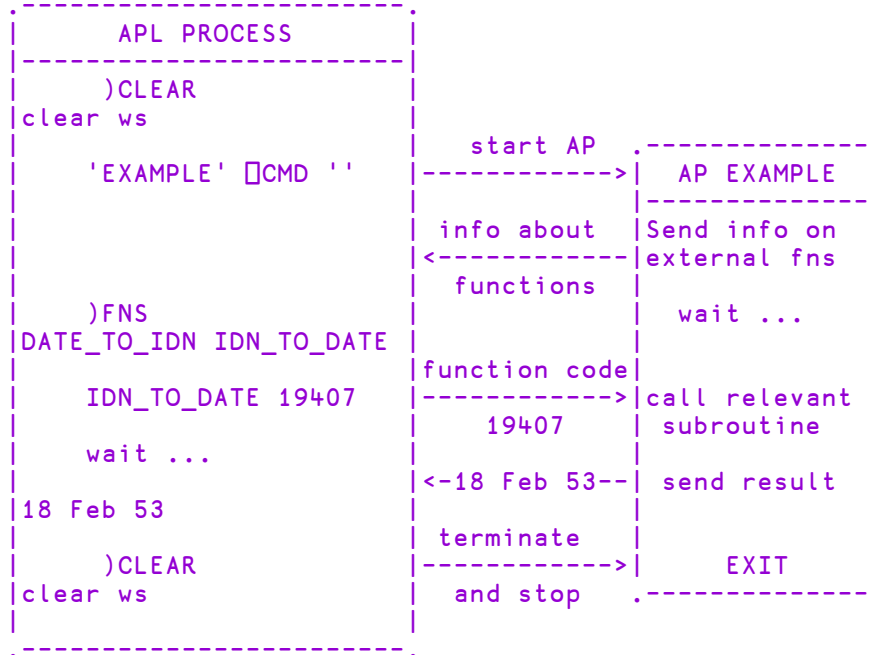 .------------------------.
|      APL PROCESS       |
|------------------------|
|     )CLEAR             |
|clear ws                |
|                        |   start AP  .--------------
|    'EXAMPLE' ⎕CMD ''   |------------>|  AP EXAMPLE
|                        |             |--------------
|                        | info about  |Send info on
|                        |<------------|external fns
|                        |  functions  |
|    )FNS                |             |  wait ...
|DATE_TO_IDN IDN_TO_DATE |             |
|                        |function code|
|    IDN_TO_DATE 19407   |------------>|call relevant
|                        |    19407    | subroutine
|    wait ...            |             |
|                        |<-18 Feb 53--| send result
|18 Feb 53               |             |
|                        | terminate   |
|     )CLEAR             |------------>|     EXIT
|clear ws                |  and stop   .--------------
|                        |
.------------------------.